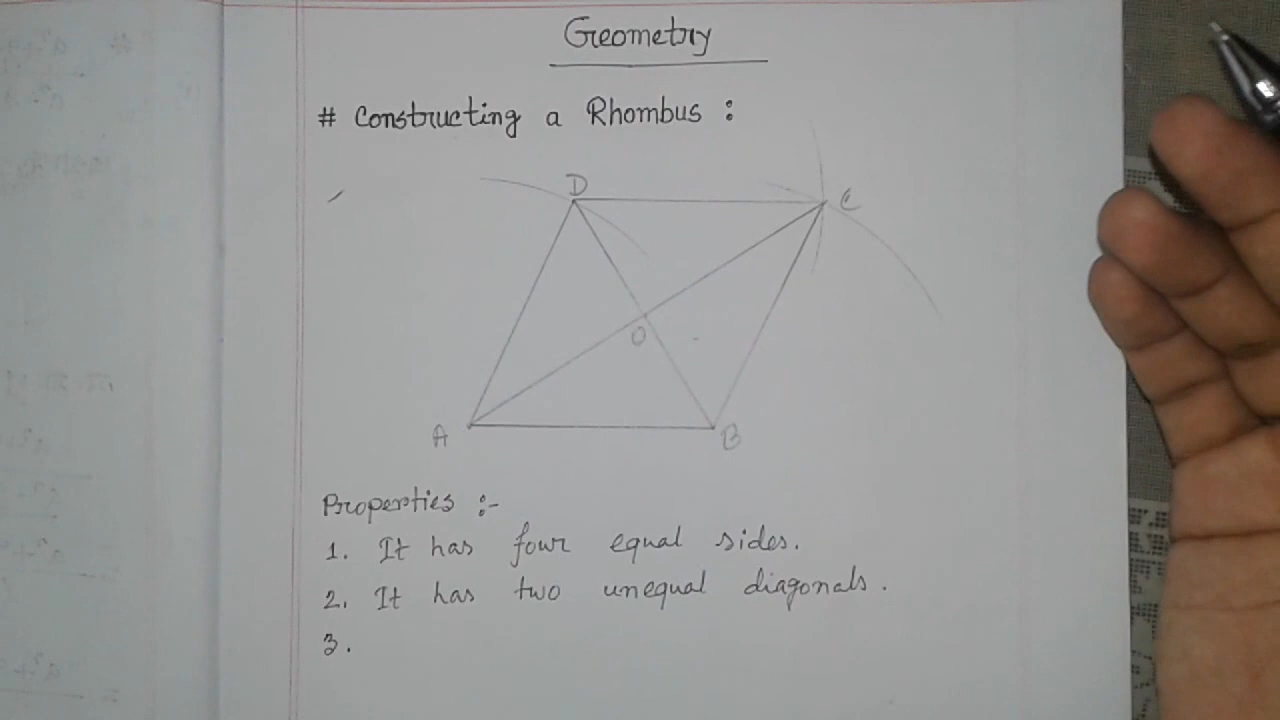 Geometry
# Constructing a Rhombus :
D
C
O
A
B
Properties :-
1. It has four equal sides.
2. It has two unequal diagonals.
3.